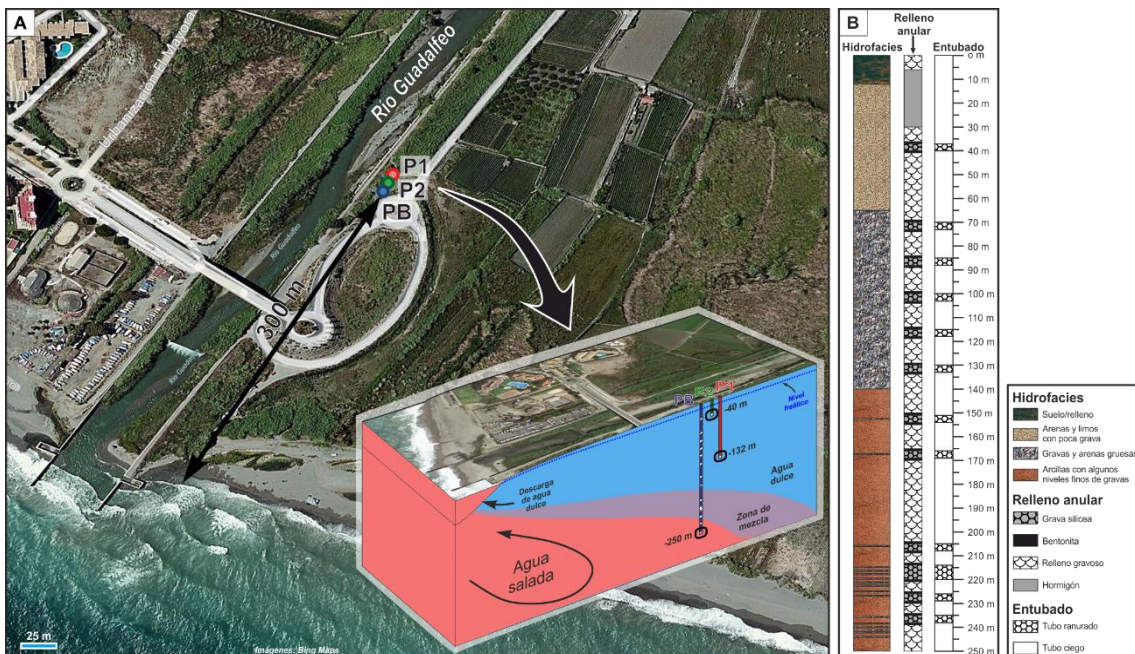 A
Urbanización El Mayorazgo
Rio Guadalfeo
P1
P2
PB
300 m
Rio Guadalfeo
Rio Guadalfeo
PB
P2
P1
-40 m
Nivel
freático
-132 m
Descarga
de agua
dulce
Agua
dulce
Zona de
mezcla
-250 m
Agua
salada
25 m
Imágenes: Bing Maps
B
Relleno
anular
Hidrofacies
Entubado
0 m
10 m
20 m
30 m
40 m
50 m
60 m
70 m
80 m
90 m
100 m
110 m
120 m
130 m
140 m
150 m
160 m
170 m
180 m
190 m
200 m
210 m
220 m
230 m
240 m
250 m
Hidrofacies
Suelo/relleno
Arenas y limos
con poca grava
Gravas y arenas gruesas
Arcillas con algunos
niveles finos de gravas
Relleno anular
Grava silícea
Bentonita
Relleno gravoso
Hormigón
Entubado
Tubo ranurado
Tubo ciego